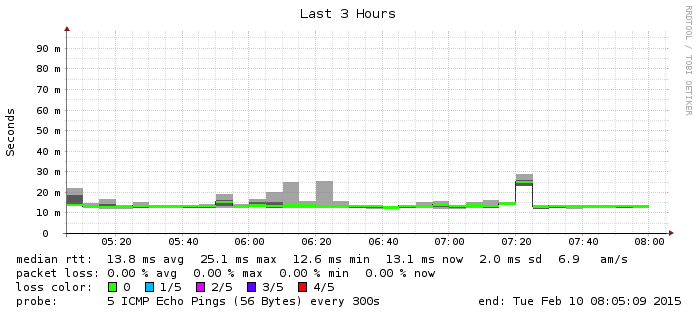 Last 3 Hours
RRDTOOL / TOBI OETIKER
Seconds
90 m
80 m
70 m
60 m
50 m
40 m
30 m
20 m
10 m
0
05:20 05:40 06:00 06:20 06:40 07:00 07:20 07:40 08:00
median rtt: 13.8 ms avg 25.1 ms max 12.6 ms min 13.1 ms now 2.0 ms sd 6.9 am/s
packet loss: 0.00 % avg 0.00 % max 0.00 % min 0.00 % now
loss color: 0 1/5 2/5 3/5 4/5
probe: 5 ICMP Echo Pings (56 Bytes) every 300s end: Tue Feb 10 08:05:09 2015